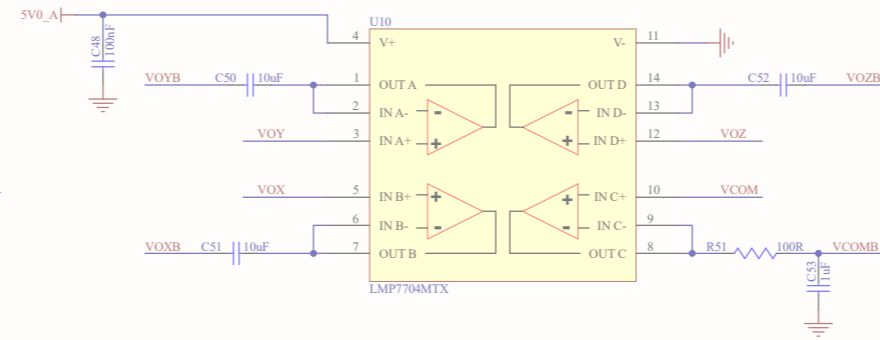 U10
5V0_A
C48
100nF
4
V+
V-
11
VOYB
C50
10uF
1
OUT A
OUT D
14
C52
10uF
VOZB
2
IN A-
IN D-
13
VOY
3
IN A+
IN D+
12
VOZ
VOX
5
IN B+
IN C+
10
VCOM
6
IN B-
IN C-
9
VOXB
C51
10uF
7
OUT B
OUT C
8
R51
100R
VCOMB
C53
1uF
LMP7704MTX